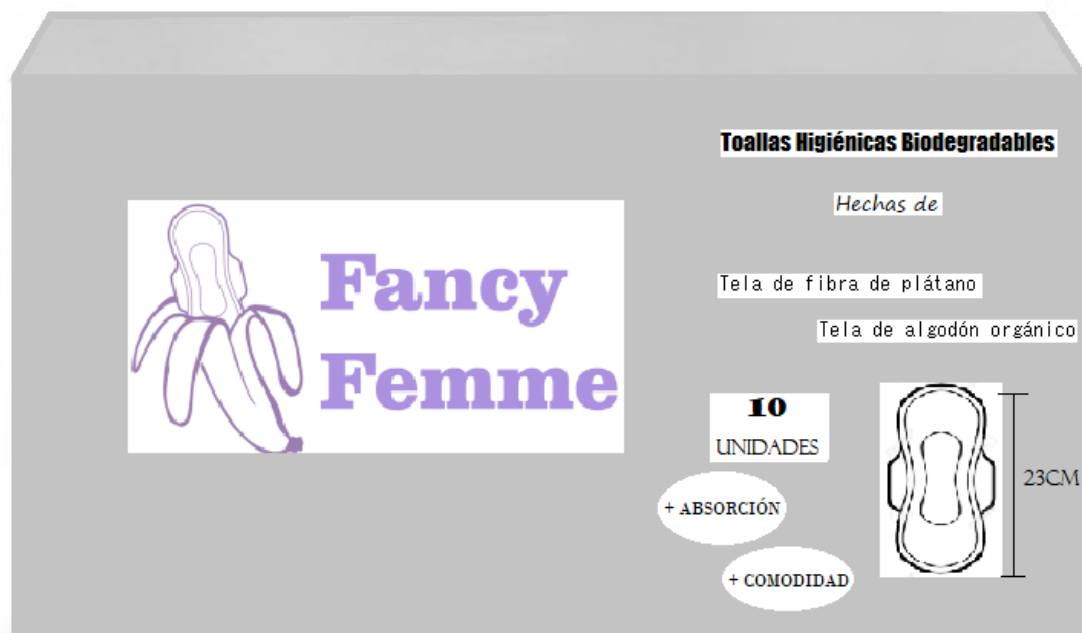 Fancy
Femme
Toallas Higiénicas Biodegradables
Hechas de
Tela de fibra de plátano
Tela de algodón orgánico
10
UNIDADES
+ ABSORCIÓN
+ COMODIDAD
23CM